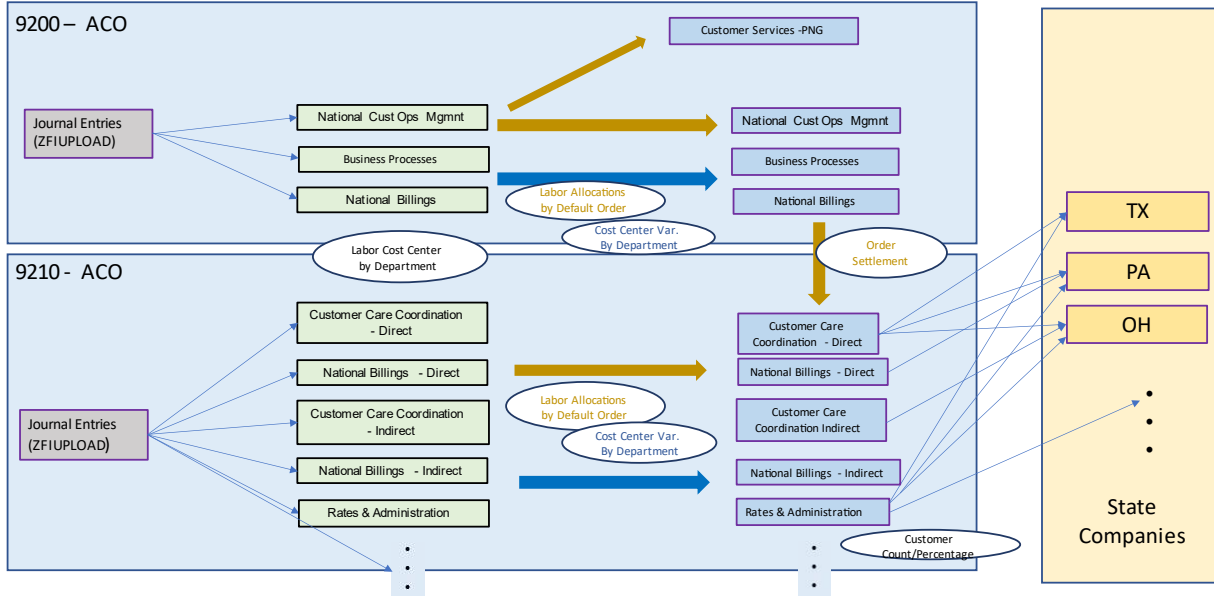 9200 – ACO
Customer Services -PNG
Journal Entries
(ZFIUPLOAD)
National Cust Ops Mgmnt
Business Processes
National Billings
National Cust Ops Mgmnt
Business Processes
National Billings
Labor Allocations
by Default Order
Cost Center Var.
By Department
Labor Cost Center
by Department
Order
Settlement
9210 - ACO
Journal Entries
(ZFIUPLOAD)
Customer Care Coordination
- Direct
National Billings - Direct
Customer Care Coordination
- Indirect
National Billings - Indirect
Rates & Administration
Labor Allocations
by Default Order
Cost Center Var.
By Department
Customer Care
Coordination - Direct
National Billings - Direct
Customer Care
Coordination Indirect
National Billings - Indirect
Rates & Administration
Customer
Count/Percentage
TX
PA
OH
State
Companies